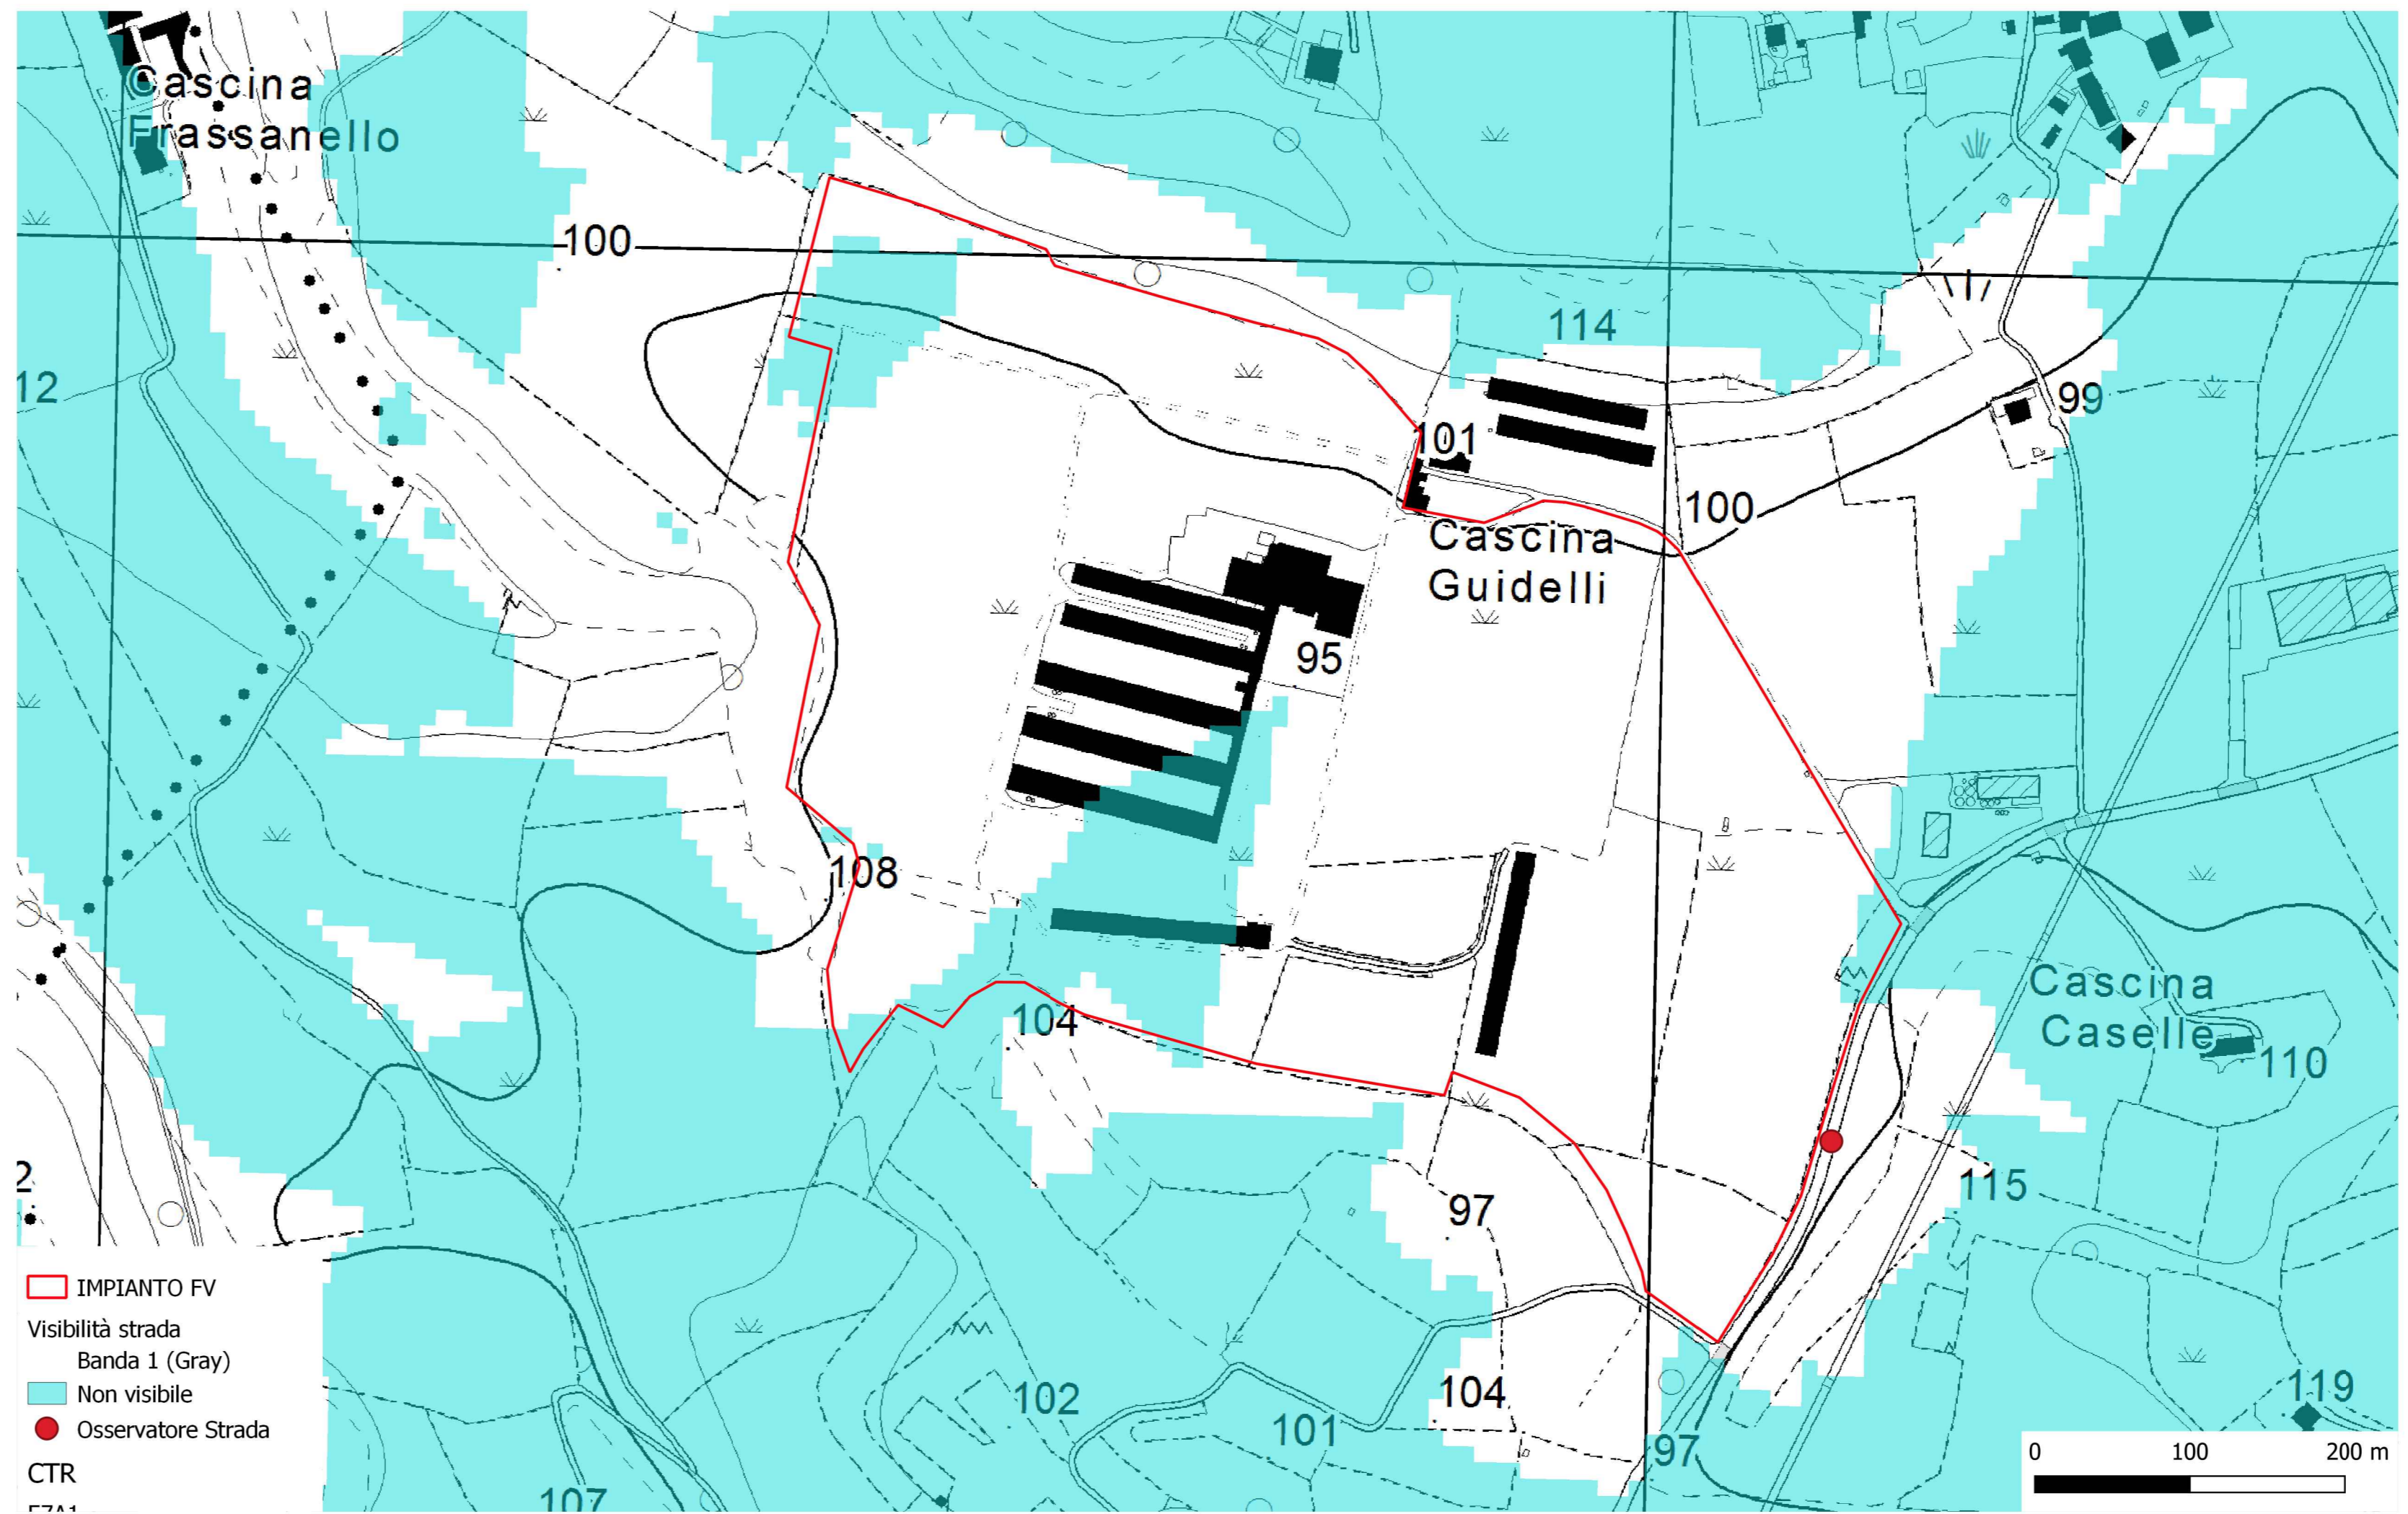 Cascina
Frassanello
100
114
12
99
101
100
Cascina
Guidelli
95
108
Cascina
Caselle
104
110
2
115
97
IMPIANTO FV
Visibilità strada
Banda 1 (Gray)
Non visibile
Osservatore Strada
CTR
102
104
101
119
97
107
0 100 200 m